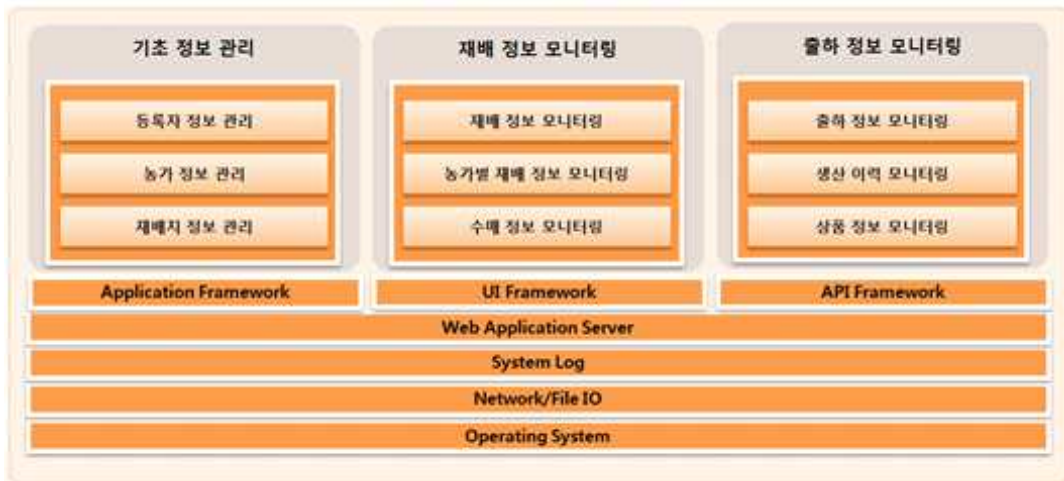 기초 정보 관리
등록자 정보 관리
농가 정보 관리
재배지 정보 관리
재배 정보 모니터링
재배 정보 모니터링
농가별 재배 정보 모니터링
수매 정보 모니터링
출하 정보 모니터링
출하 정보 모니터링
생산 이력 모니터링
상품 정보 모니터링
Application Framework
UI Framework
API Framework
Web Application Server
System Log
Network/File IO
Operating System